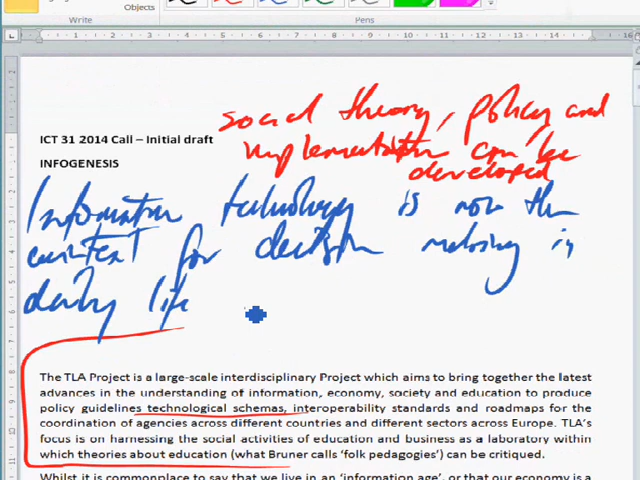 Objects
Write
Pens
social theory, policy and
ICT 31 2014 Call – Initial draft
implementation can be
developed
INFOGENESIS
Information technology is now the
context for decision making in
daily life
The TLA Project is a large-scale interdisciplinary Project which aims to bring together the latest
advances in the understanding of information, economy, society and education to produce
policy guidelines technological schemas, interoperability standards and roadmaps for the
coordination of agencies across different countries and different sectors across Europe. TLA's
focus is on harnessing the social activities of education and business as a laboratory within
which theories about education (what Bruner calls 'folk pedagogies') can be critiqued.
Whilst it is commonplace to say that we live in an 'information age', or that our economy is a